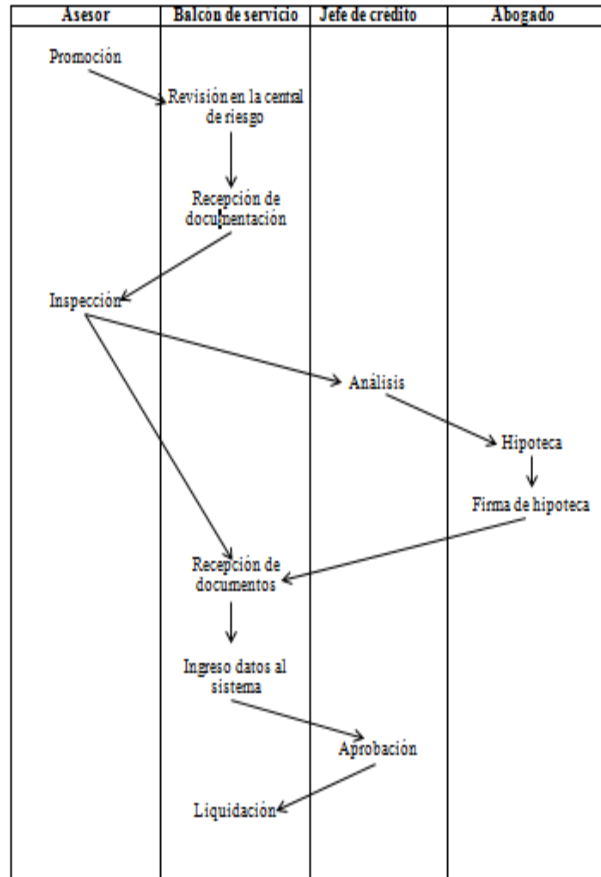 Asesor
Balcon de servicio
Jefe de crédito
Abogado
Promoción
Revisión en la central
de riesgo
Recepción de
documentación
Inspección
Análisis
Hipoteca
Firma de hipoteca
Recepción de
documentos
Ingreso datos al
sistema
Aprobación
Liquidación